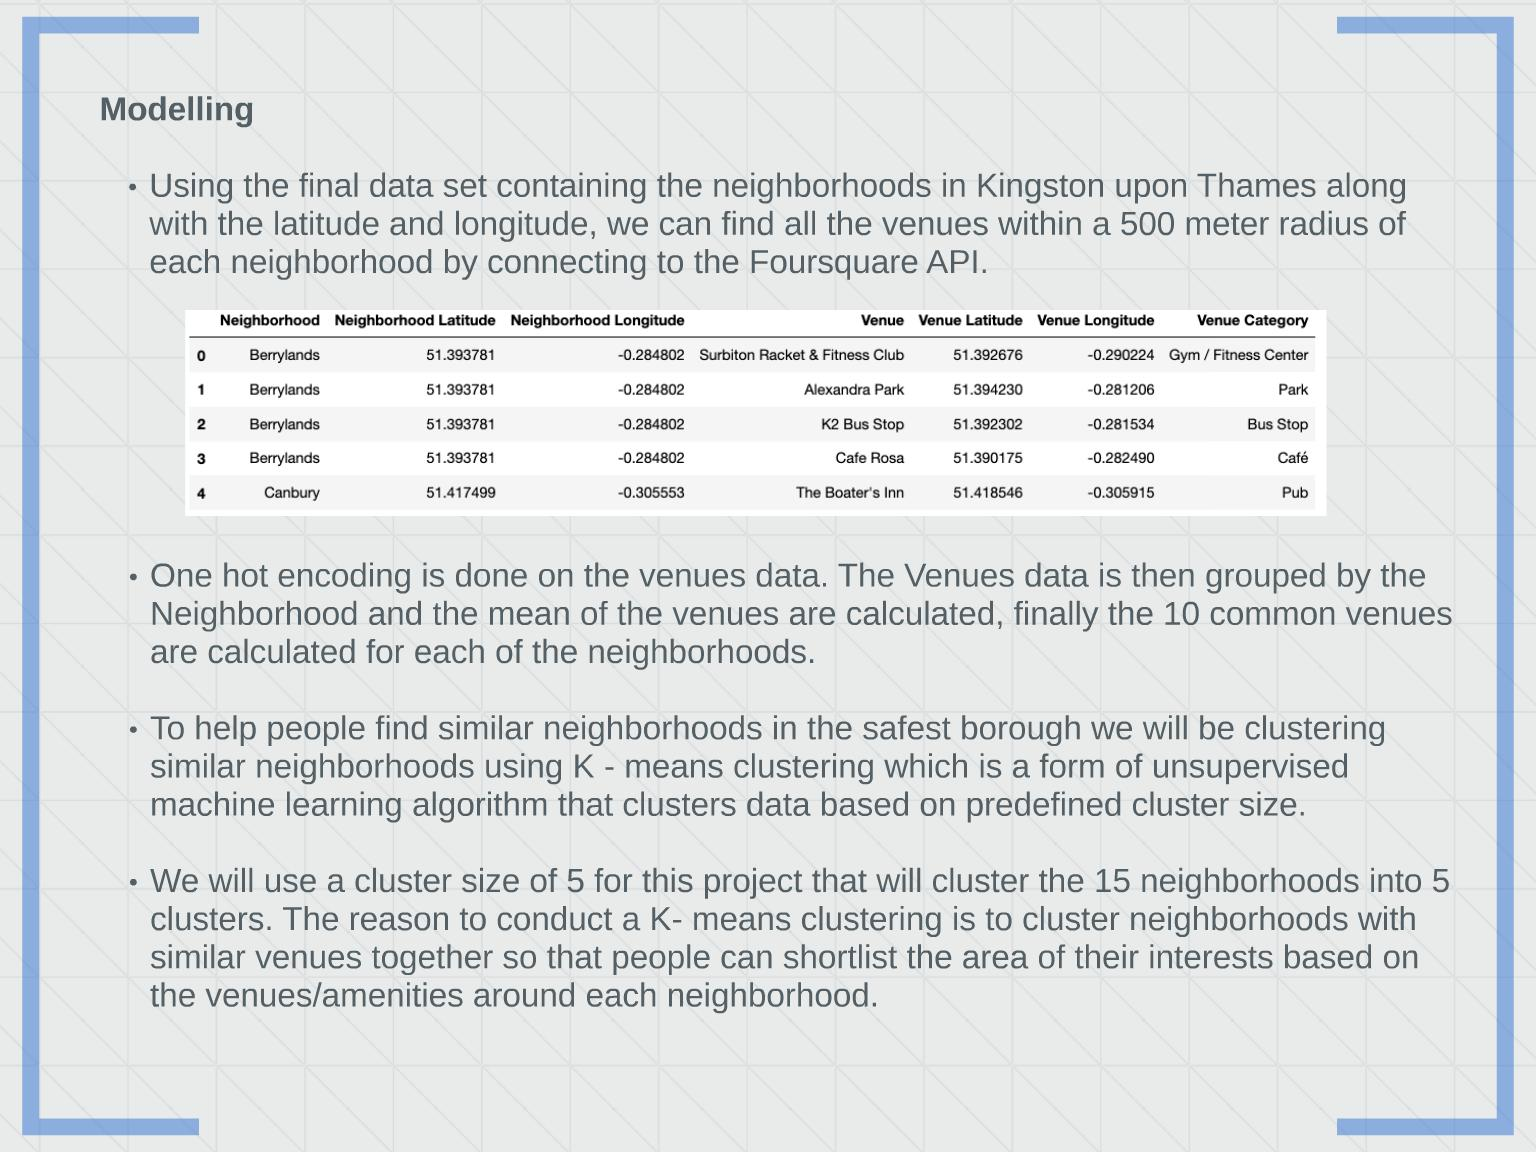 Modelling
• Using the final data set containing the neighborhoods in Kingston upon Thames along
with the latitude and longitude, we can find all the venues within a 500 meter radius of
each neighborhood by connecting to the Foursquare API.
Neighborhood Neighborhood Latitude Neighborhood Longitude Venue Venue Latitude Venue Longitude Venue Category
0 Berrylands 51.393781 -0.284802 Surbiton Racket & Fitness Club 51.392676 -0.290224 Gym / Fitness Center
1 Berrylands 51.393781 -0.284802 Alexandra Park 51.394230 -0.281206 Park
2 Berrylands 51.393781 -0.284802 K2 Bus Stop 51.392302 -0.281534 Bus Stop
3 Berrylands 51.393781 -0.284802 Cafe Rosa 51.390175 -0.282490 Café
4 Canbury 51.417499 -0.305553 The Boater's Inn 51.418546 -0.305915 Pub
• One hot encoding is done on the venues data. The Venues data is then grouped by the
Neighborhood and the mean of the venues are calculated, finally the 10 common venues
are calculated for each of the neighborhoods.
• To help people find similar neighborhoods in the safest borough we will be clustering
similar neighborhoods using K - means clustering which is a form of unsupervised
machine learning algorithm that clusters data based on predefined cluster size.
• We will use a cluster size of 5 for this project that will cluster the 15 neighborhoods into 5
clusters. The reason to conduct a K- means clustering is to cluster neighborhoods with
similar venues together so that people can shortlist the area of their interests based on
the venues/amenities around each neighborhood.